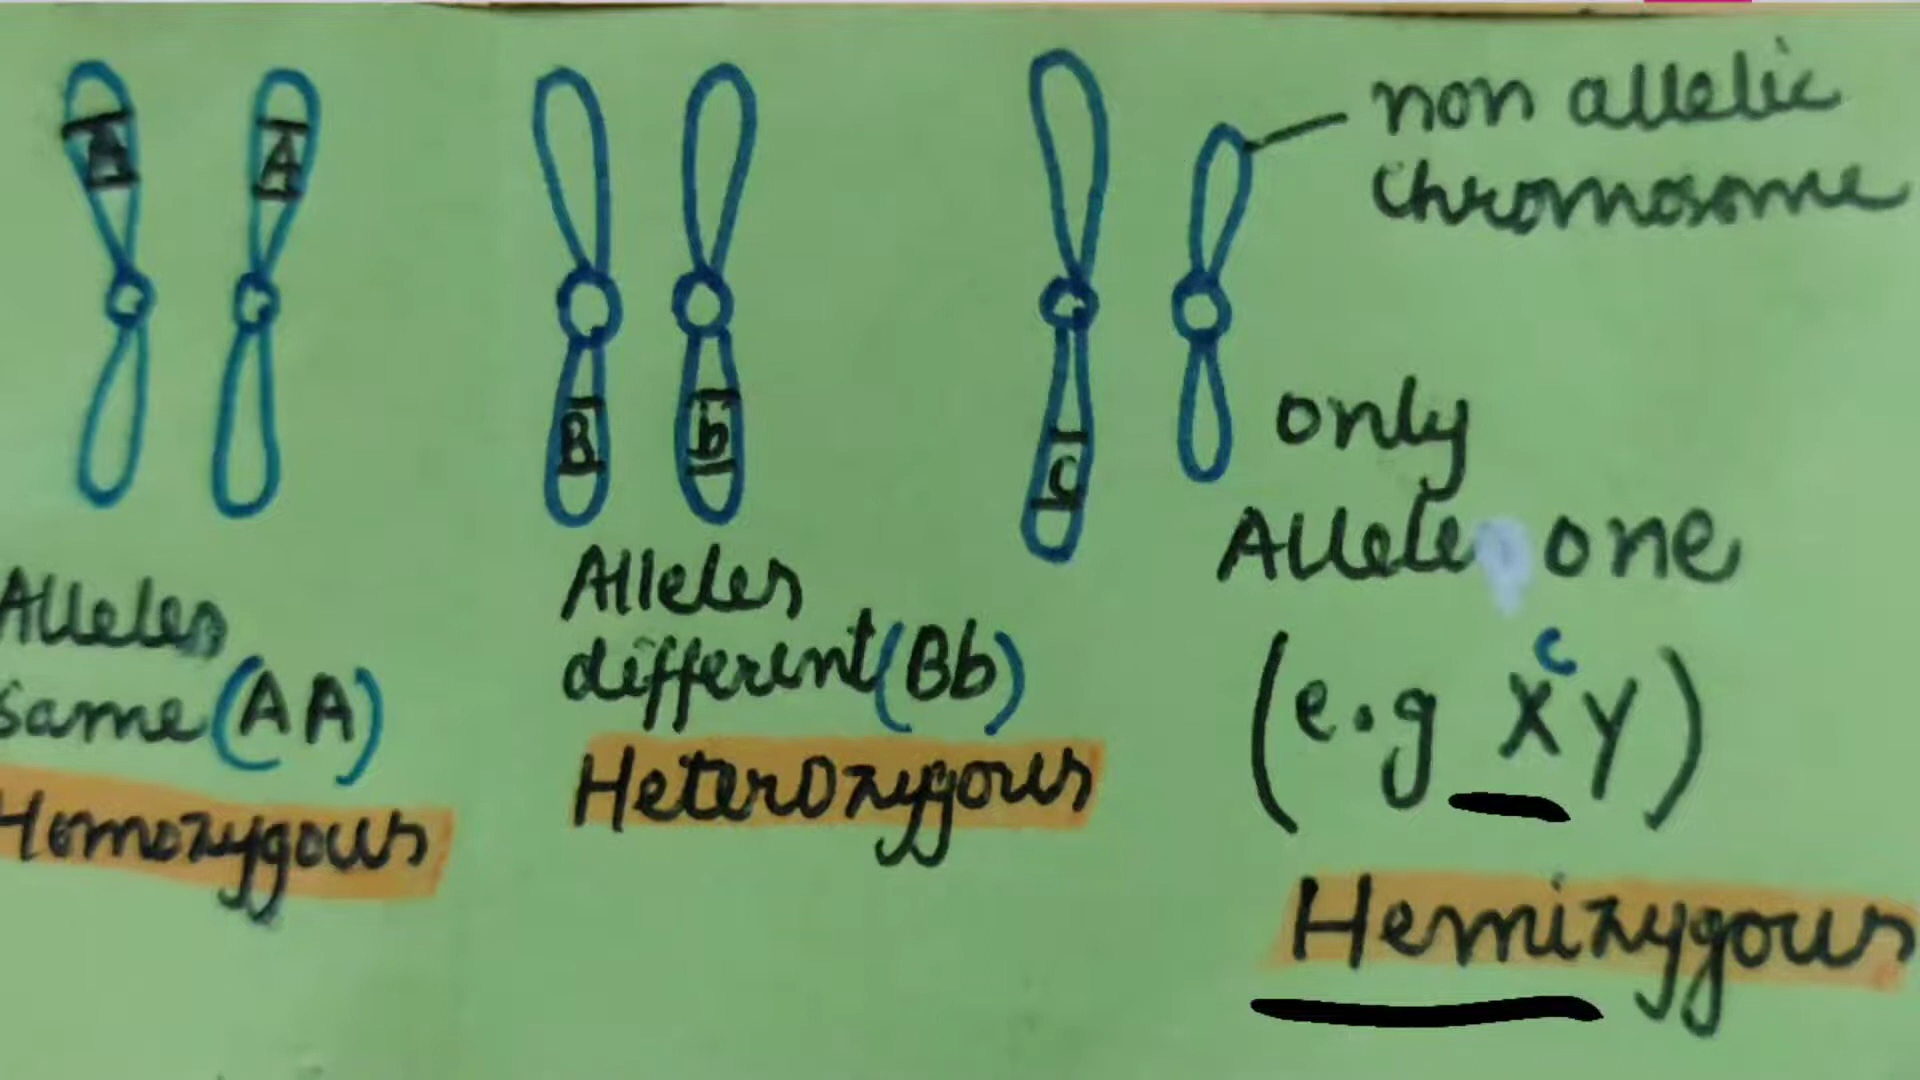 A
A
Alleles
same (AA)
Homozygous
B
b
Alleles
different (Bb)
Heterozygous
C
non allelic
chromosome
only
Allele one
(e.g X^c y)
Hemizygous